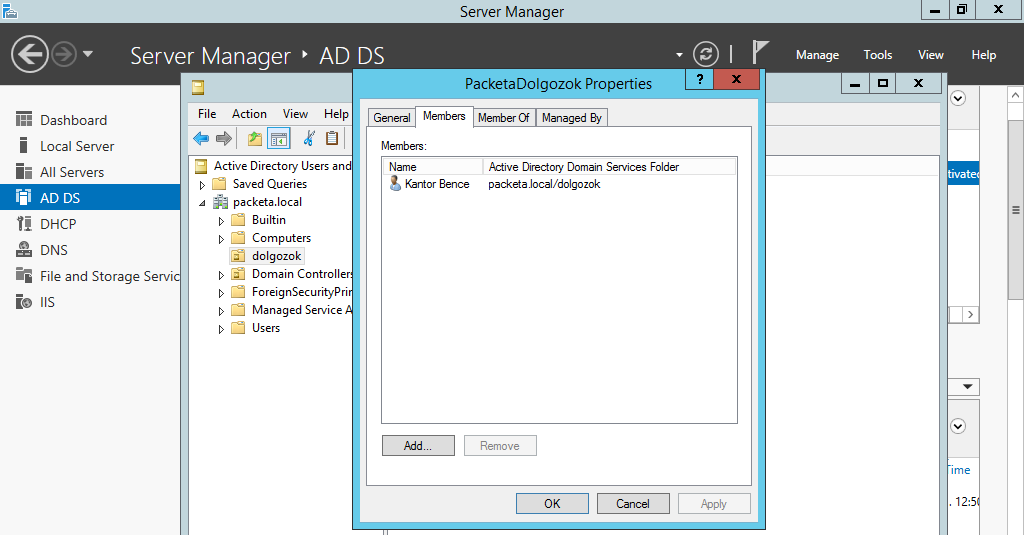 Server Manager
Server Manager AD DS
Manage Tools View Help
Dashboard
Local Server
All Servers
AD DS
DHCP
DNS
File and Storage Servic
IIS
File Action View Help
Active Directory Users and
Saved Queries
packeta.local
Builtin
Computers
dolgozok
Domain Controllers
ForeignSecurityPrin
Managed Service A
Users
PacketaDolgozok Properties
?
General Members Member Of Managed By
Members:
Name Active Directory Domain Services Folder
Kantor Bence packeta.local/dolgozok
Add... Remove
OK Cancel Apply
tivated
Time
. 12:50